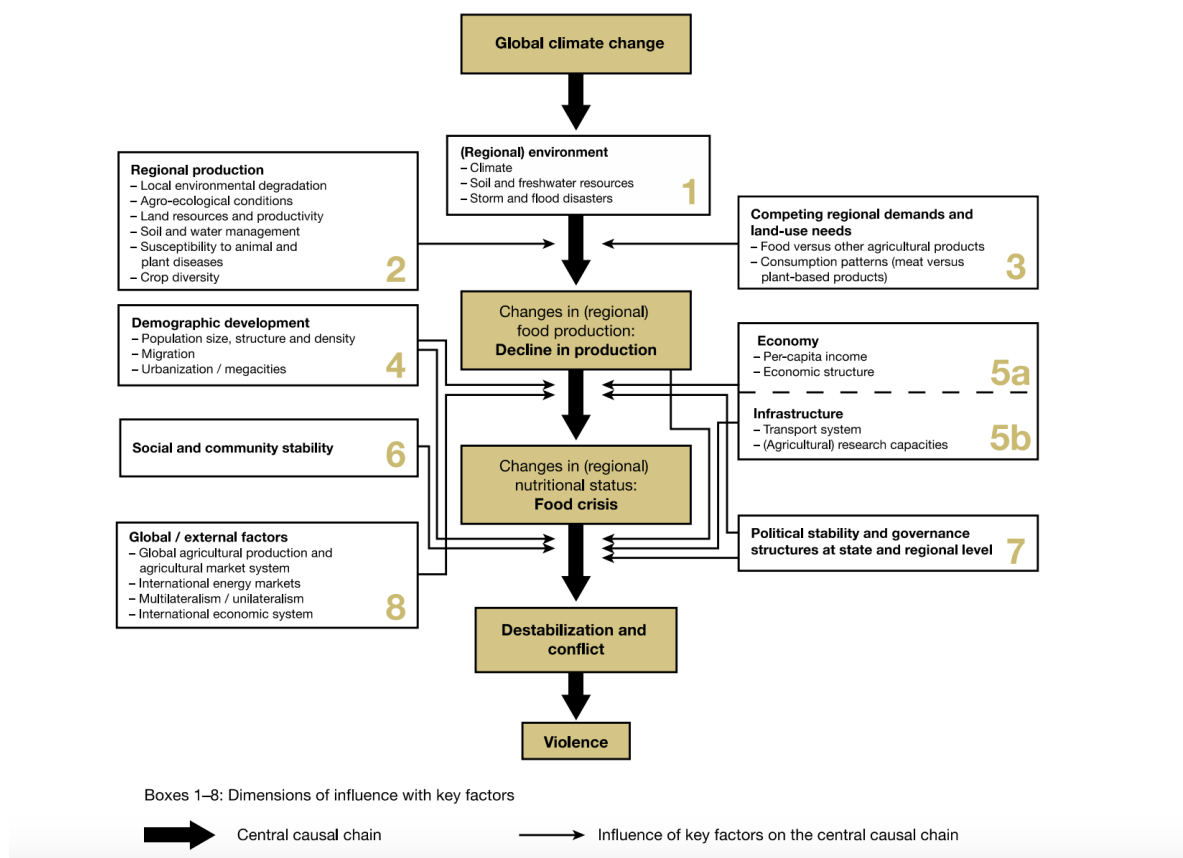 Global climate change
(Regional) environment
– Climate
– Soil and freshwater resources
– Storm and flood disasters
1
Regional production
– Local environmental degradation
– Agro-ecological conditions
– Land resources and productivity
– Soil and water management
– Susceptibility to animal and
plant diseases
– Crop diversity
2
Competing regional demands and
land-use needs
– Food versus other agricultural products
– Consumption patterns (meat versus
plant-based products)
3
Changes in (regional)
food production:
Decline in production
Demographic development
– Population size, structure and density
– Migration
– Urbanization / megacities
4
Economy
– Per-capita income
– Economic structure
5a
Infrastructure
– Transport system
– (Agricultural) research capacities
5b
Social and community stability
6
Changes in (regional)
nutritional status:
Food crisis
Political stability and governance
structures at state and regional level
7
Global / external factors
– Global agricultural production and
agricultural market system
– International energy markets
– Multilateralism / unilateralism
– International economic system
8
Destabilization and
conflict
Violence
Boxes 1–8: Dimensions of influence with key factors
Central causal chain
Influence of key factors on the central causal chain